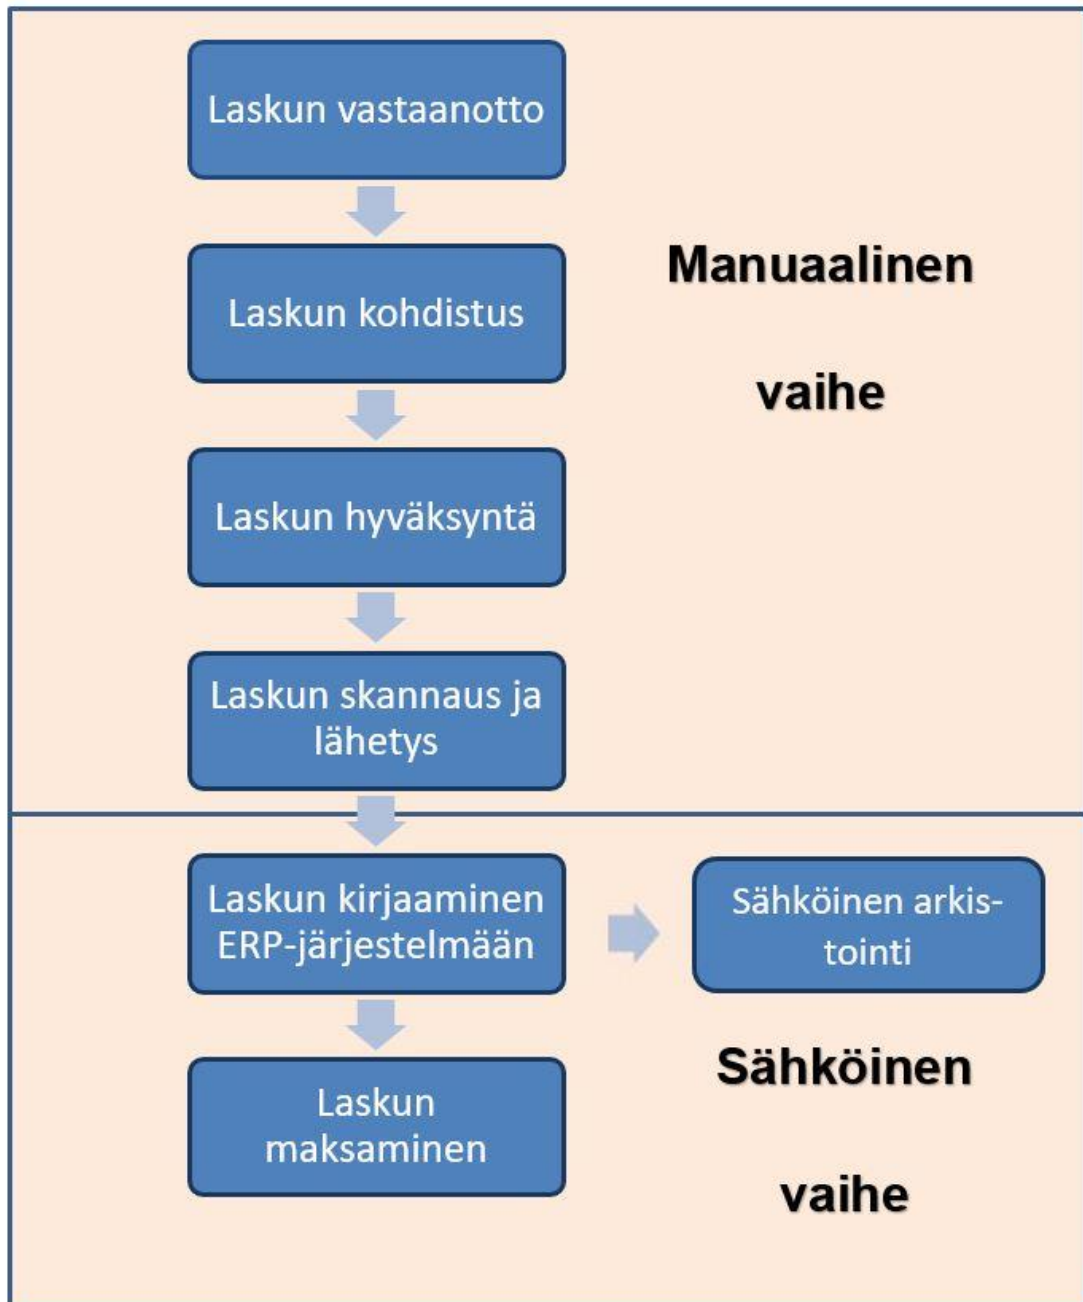 Laskun vastaanotto
Laskun kohdistus
Manuaalinen
vaihe
Laskun hyväksyntä
Laskun skannaus ja
lähetys
Laskun kirjaaminen
ERP-järjestelmään
Sähköinen arkis-
tointi
Laskun
maksaminen
Sähköinen
vaihe